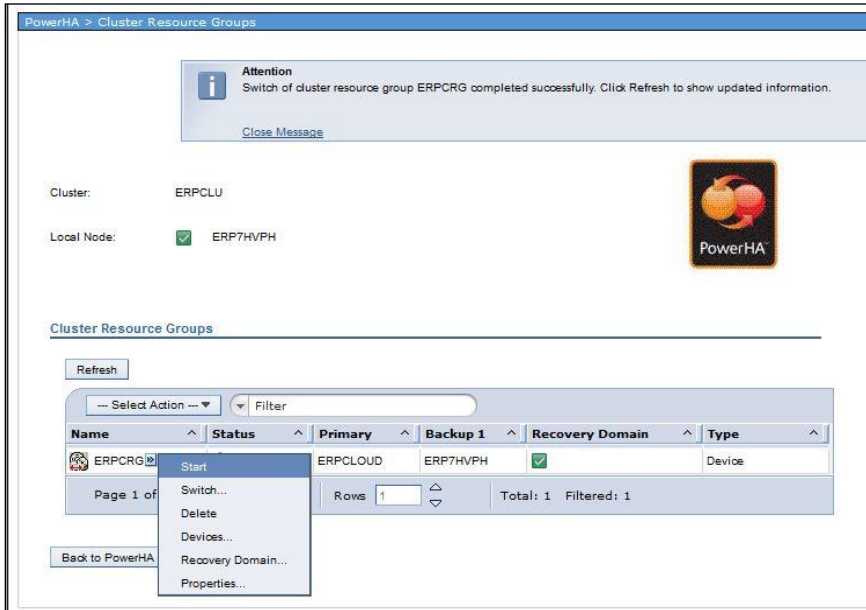 PowerHA > Cluster Resource Groups
Attention
Switch of cluster resource group ERPCRG completed successfully. Click Refresh to show updated information.
Close Message
Cluster: ERPCLU
Local Node: ERP7HVPH
PowerHA™
Cluster Resource Groups
Refresh
--- Select Action --- Filter
Name Status Primary Backup 1 Recovery Domain Type
ERPCRG ERPCLOUD ERP7HVPH Device
Start
Page 1 of Rows 1 Total: 1 Filtered: 1
Switch...
Delete
Devices...
Back to PowerHA
Recovery Domain...
Properties...